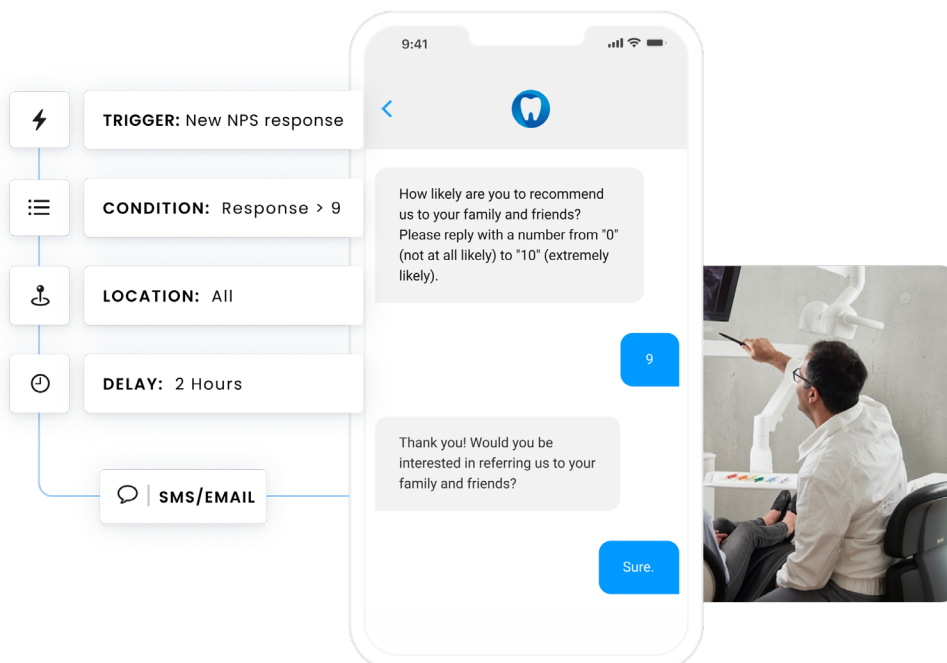 TRIGGER: New NPS response
CONDITION: Response > 9
LOCATION: All
DELAY: 2 Hours
SMS/EMAIL
9:41
How likely are you to recommend
us to your family and friends?
Please reply with a number from "0"
(not at all likely) to "10" (extremely
likely).
9
Thank you! Would you be
interested in referring us to your
family and friends?
Sure.